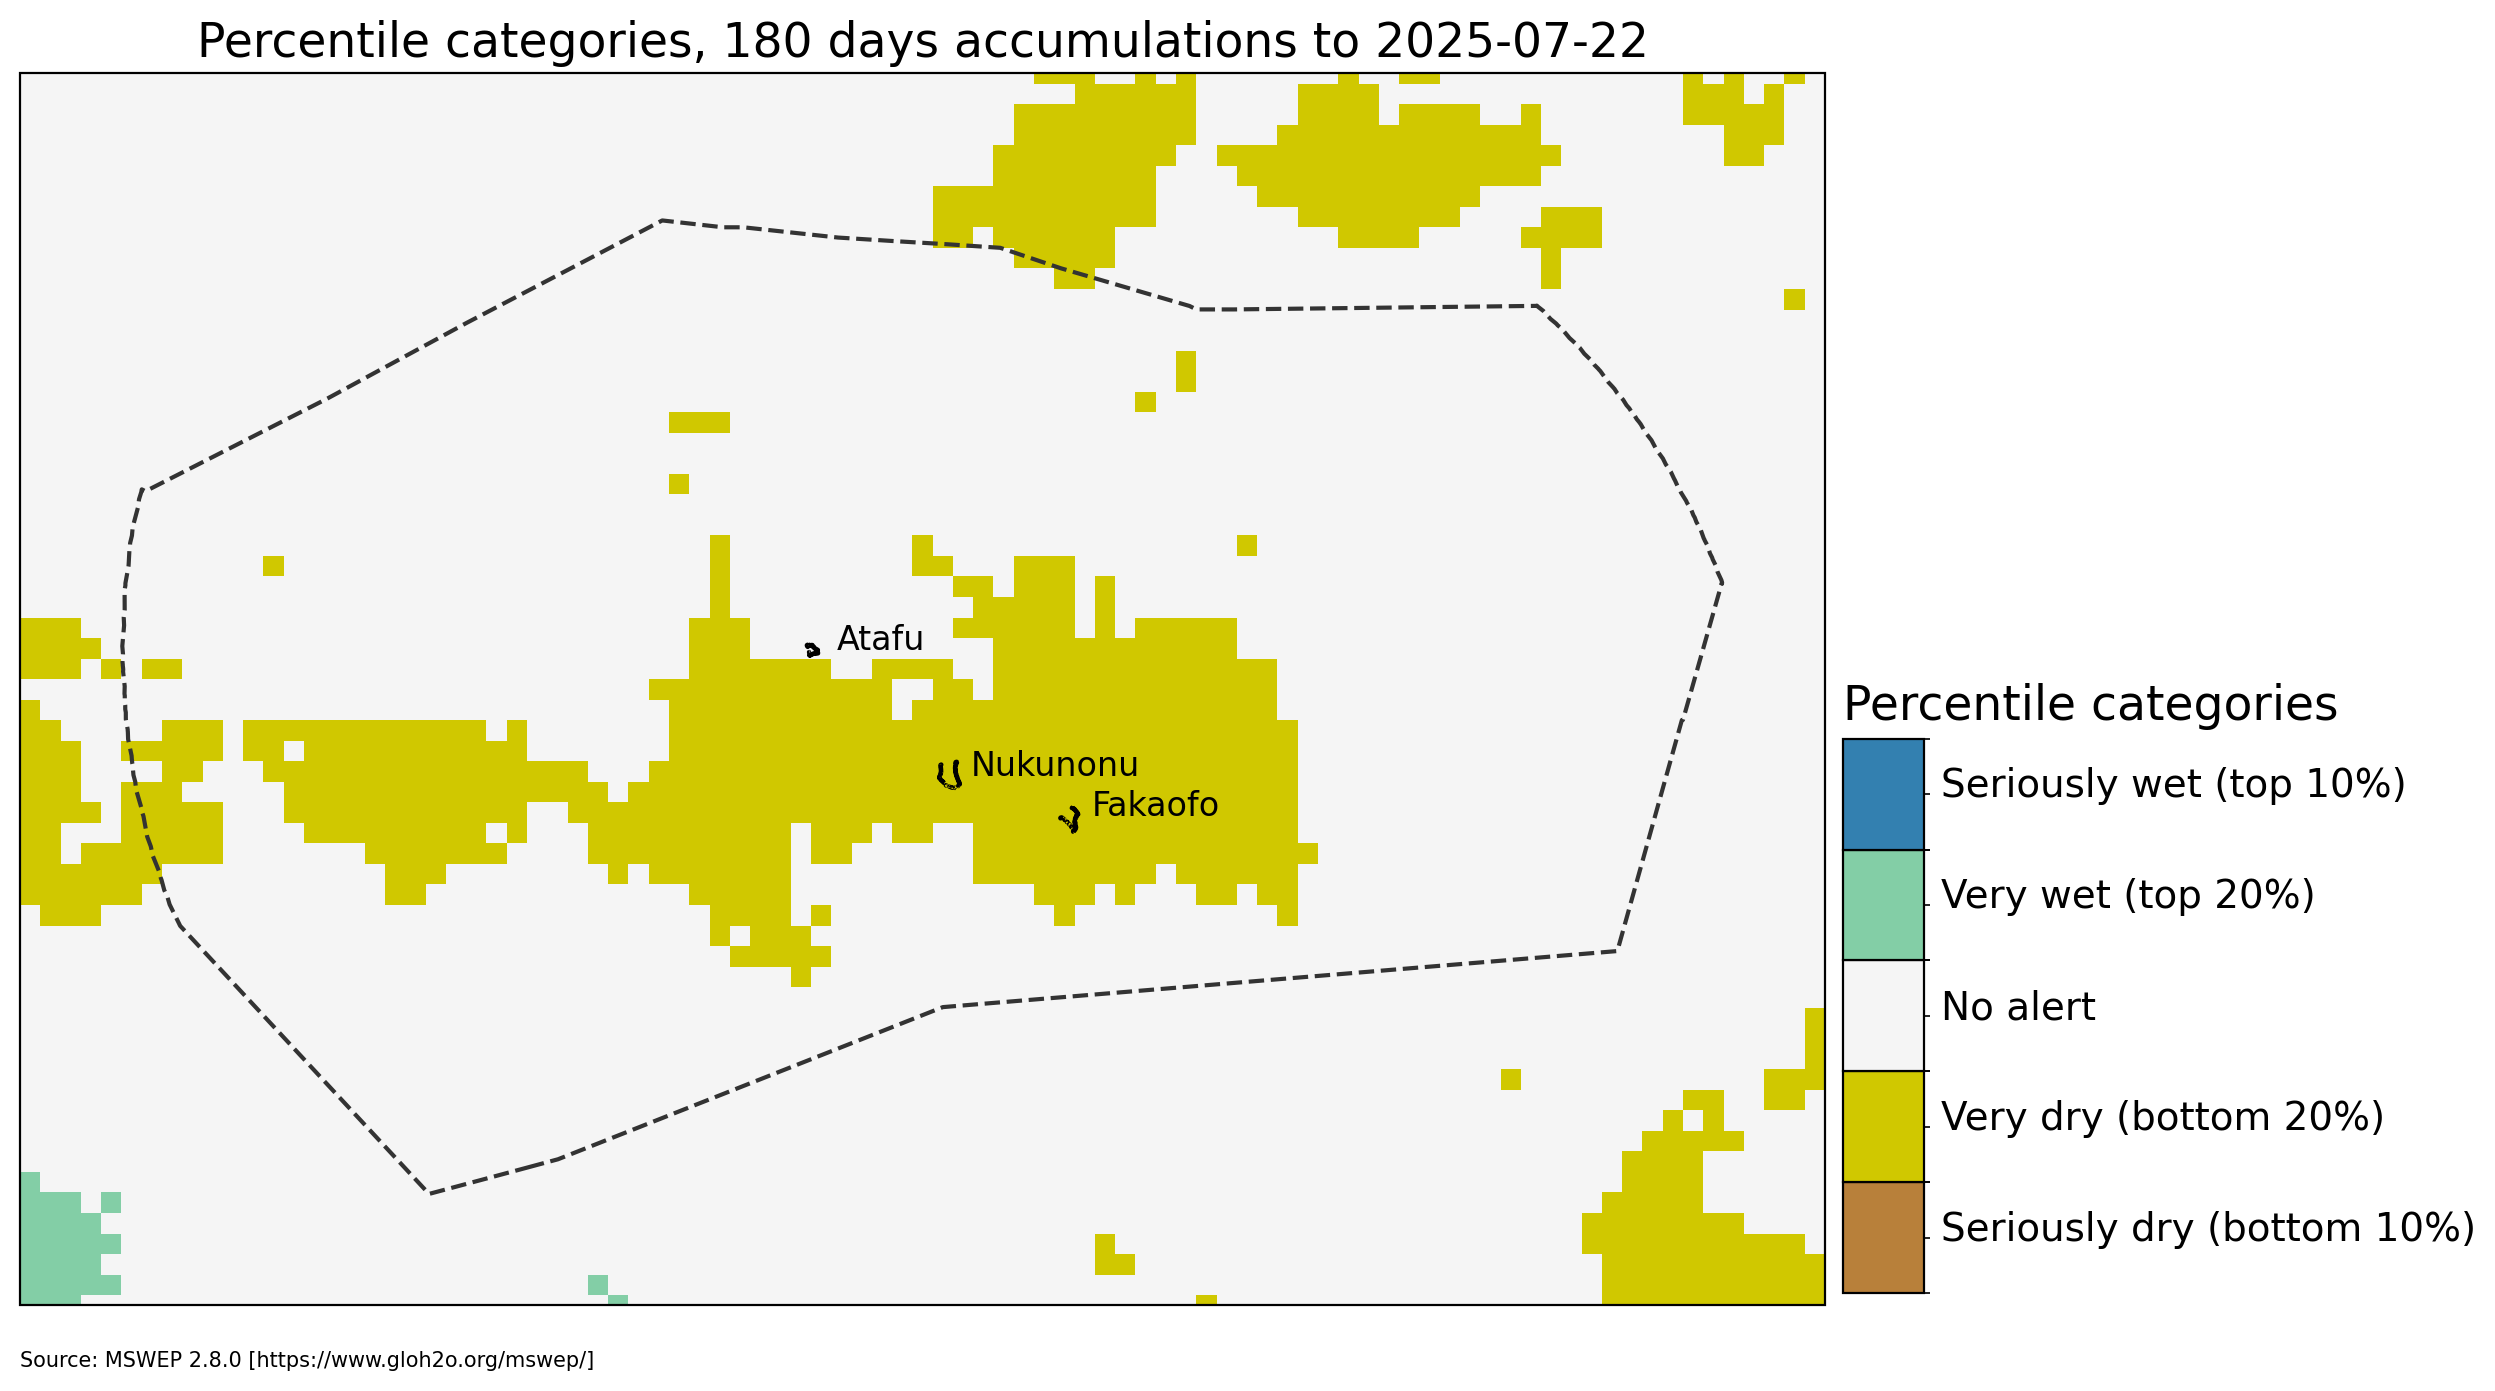 Percentile categories, 180 days accumulations to 2025-07-22
Atafu
Nukunonu
Fakaofo
Percentile categories
Seriously wet (top 10%)
Very wet (top 20%)
No alert
Very dry (bottom 20%)
Seriously dry (bottom 10%)
Source: MSWEP 2.8.0 [https://www.gloh2o.org/mswep/]